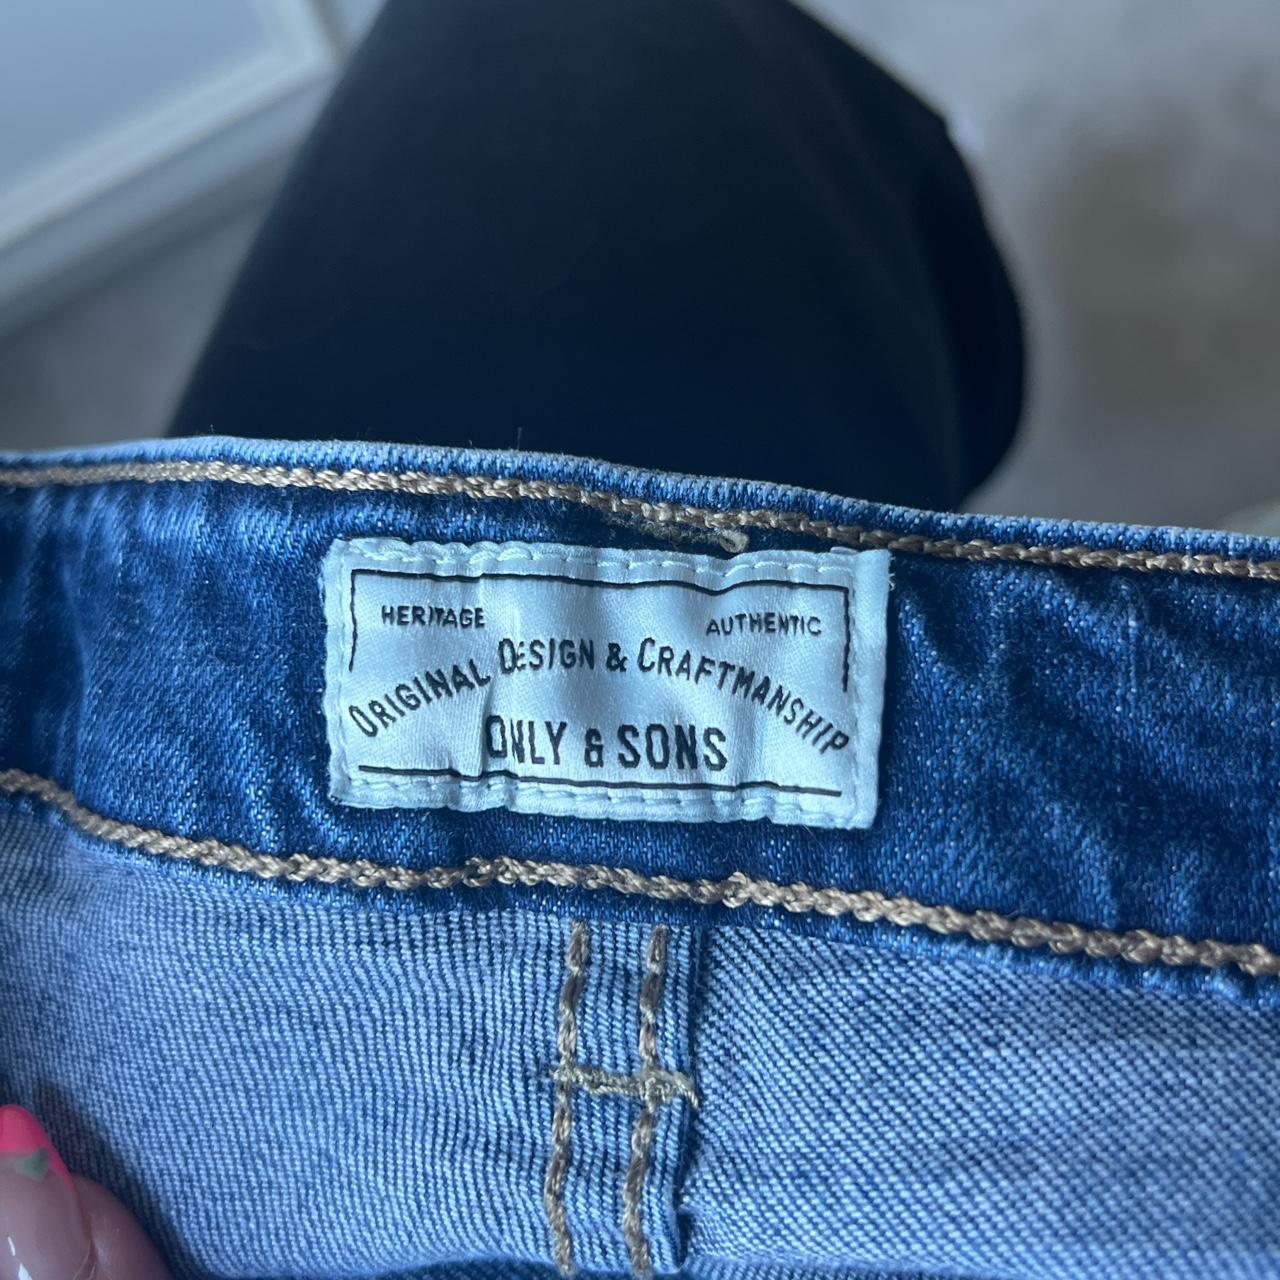 HERITAGE AUTHENTIC
ORIGINAL DESIGN & CRAFTMANSHIP
ONLY & SONS